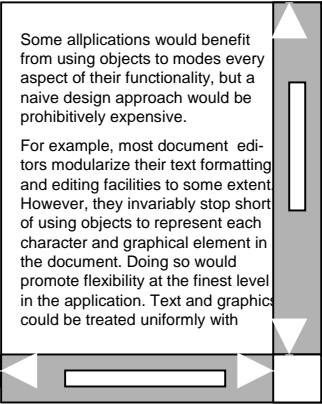 Some allplications would benefit
from using objects to modes every
aspect of their functionality, but a
naive design approach would be
prohibitively expensive.
For example, most document  edi-
tors modularize their text formatting
and editing facilities to some extent.
However, they invariably stop short
of using objects to represent each
character and graphical element in
the document. Doing so would
promote flexibility at the finest level
in the application. Text and graphics
could be treated uniformly with